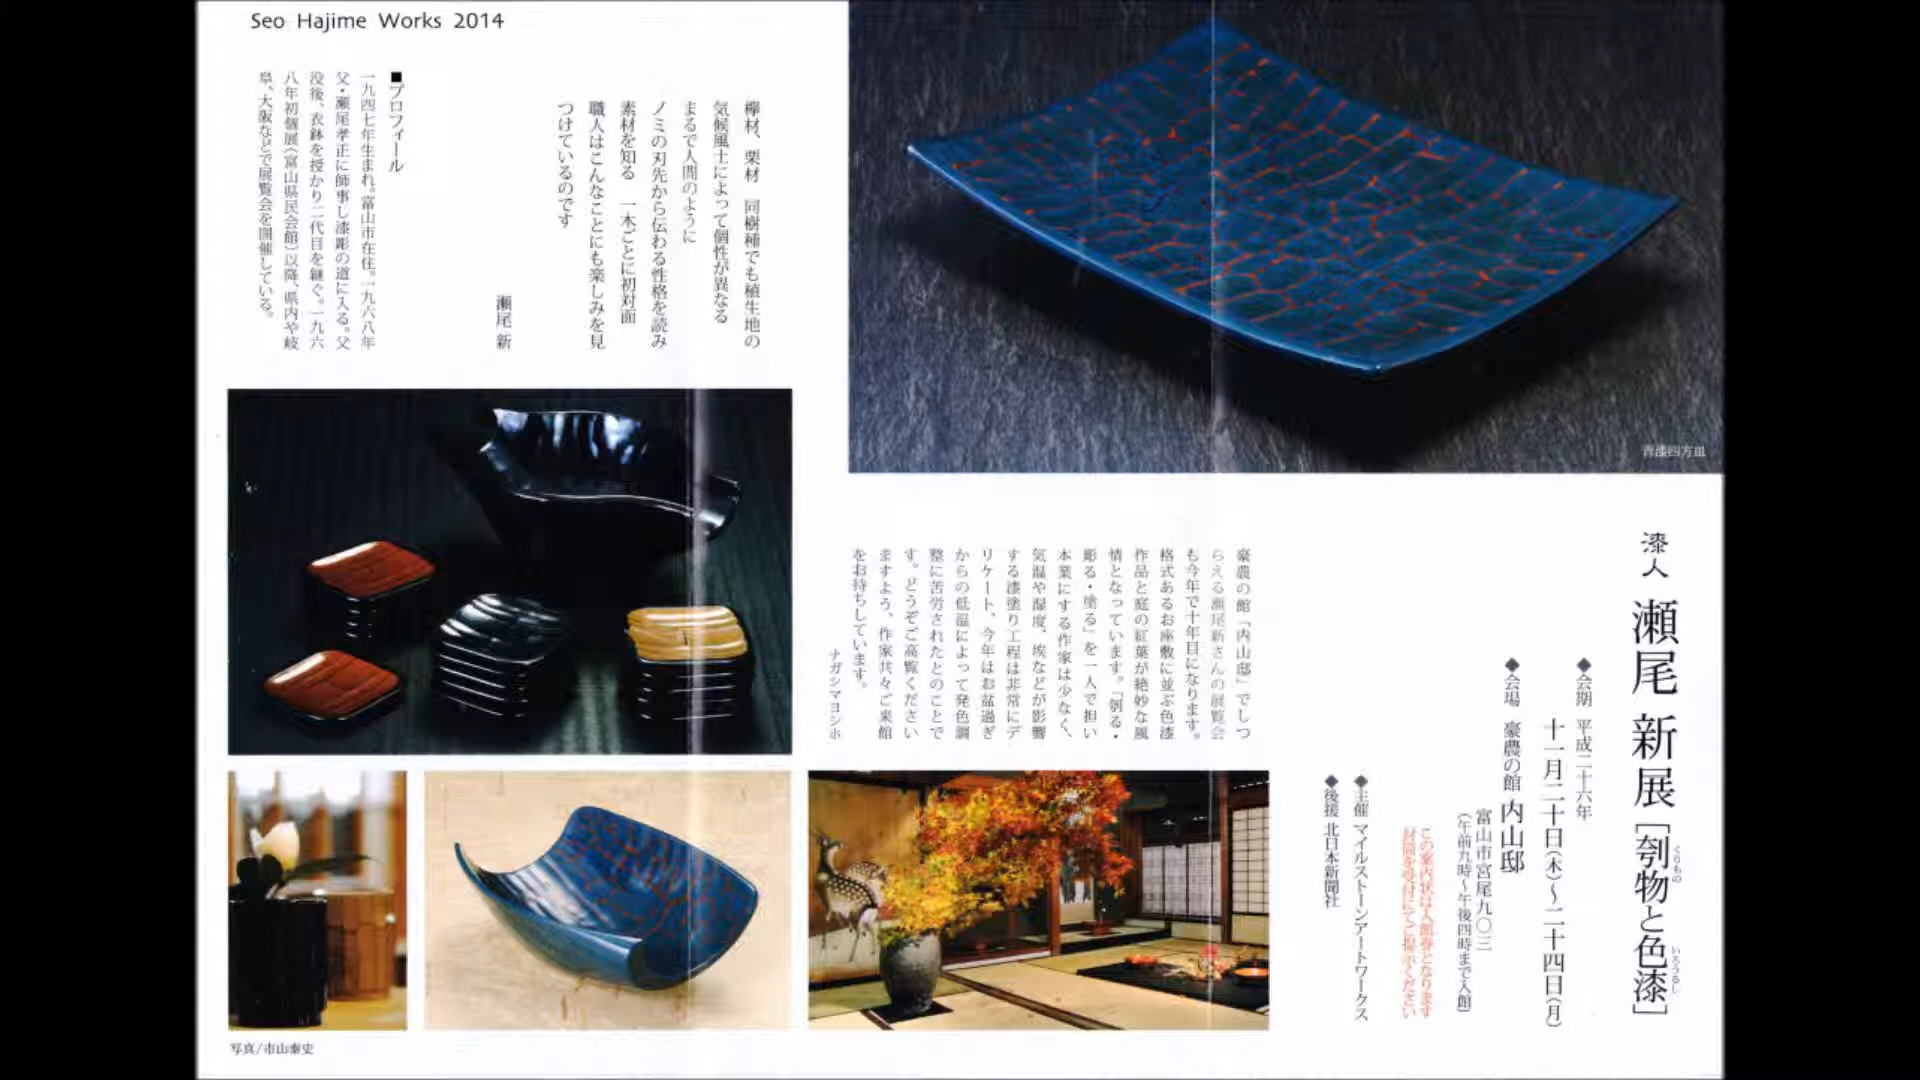 Seo Hajime Works 2014
青漆四方皿
漆人 瀬尾 新展［刳物と色漆］
くりもの
いろうるし
◆会期 平成二十六年
十一月二十日（木）〜二十四日（月）
◆会場 豪農の館 内山邸
富山市宮尾九〇三
（午前九時〜午後四時まで入館）
この案内状は入館券となります
封筒を受付にてご提示ください
◆主催 マイルストーンアートワークス
◆後援 北日本新聞社
豪農の館「内山邸」でしつ
らえる瀬尾新さんの展覧会
も今年で十年目になります。
格式あるお座敷に並ぶ色漆
作品と庭の紅葉が絶妙な風
情となっています。「刳る・
彫る・塗る」を一人で担い
本業にする作家は少なく、
気温や湿度、埃などが影響
する漆塗り工程は非常にデ
リケート、今年はお盆過ぎ
からの低温によって発色調
整に苦労されたとのことで
す。どうぞご高覧ください
ますよう、作家共々ご来館
をお待ちしています。
ナガシマヨシホ
欅材、栗材 同樹種でも植生地の
気候風土によって個性が異なる
まるで人間のように
ノミの刃先から伝わる性格を読み
素材を知る 一木ごとに初対面
職人はこんなことにも楽しみを見
つけているのです
瀬尾 新
■プロフィール
一九四七年生まれ。富山市在住。一九六八年
父・瀬尾孝正に師事し漆彫の道に入る。父
没後、衣鉢を授かり二代目を継ぐ。一九六
八年初個展（富山県民会館）以降、県内や岐
阜、大阪などで展覧会を開催している。
写真/市山泰史